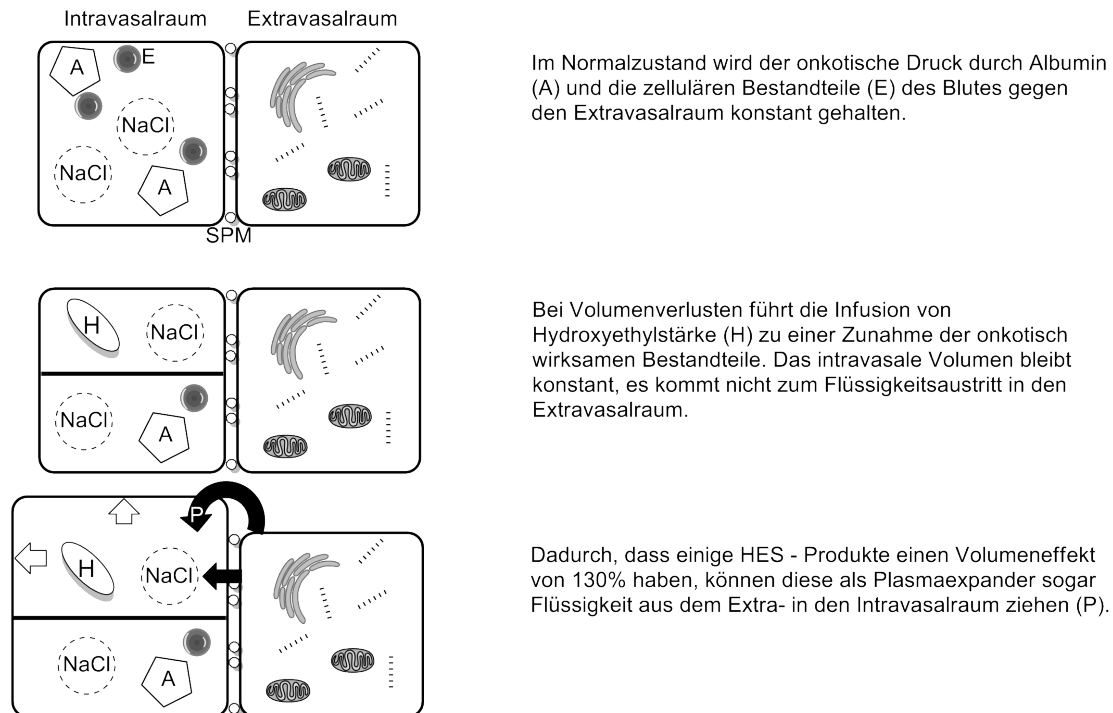 Intravasalraum Extravasalraum
A
E
NaCl
NaCl
A
SPM
Im Normalzustand wird der onkotische Druck durch Albumin
(A) und die zellulären Bestandteile (E) des Blutes gegen
den Extravasalraum konstant gehalten.
H
NaCl
NaCl
A
Bei Volumenverlusten führt die Infusion von
Hydroxyethylstärke (H) zu einer Zunahme der onkotisch
wirksamen Bestandteile. Das intravasale Volumen bleibt
konstant, es kommt nicht zum Flüssigkeitsaustritt in den
Extravasalraum.
P
H
NaCl
NaCl
A
Dadurch, dass einige HES - Produkte einen Volumeneffekt
von 130% haben, können diese als Plasmaexpander sogar
Flüssigkeit aus dem Extra- in den Intravasalraum ziehen (P).